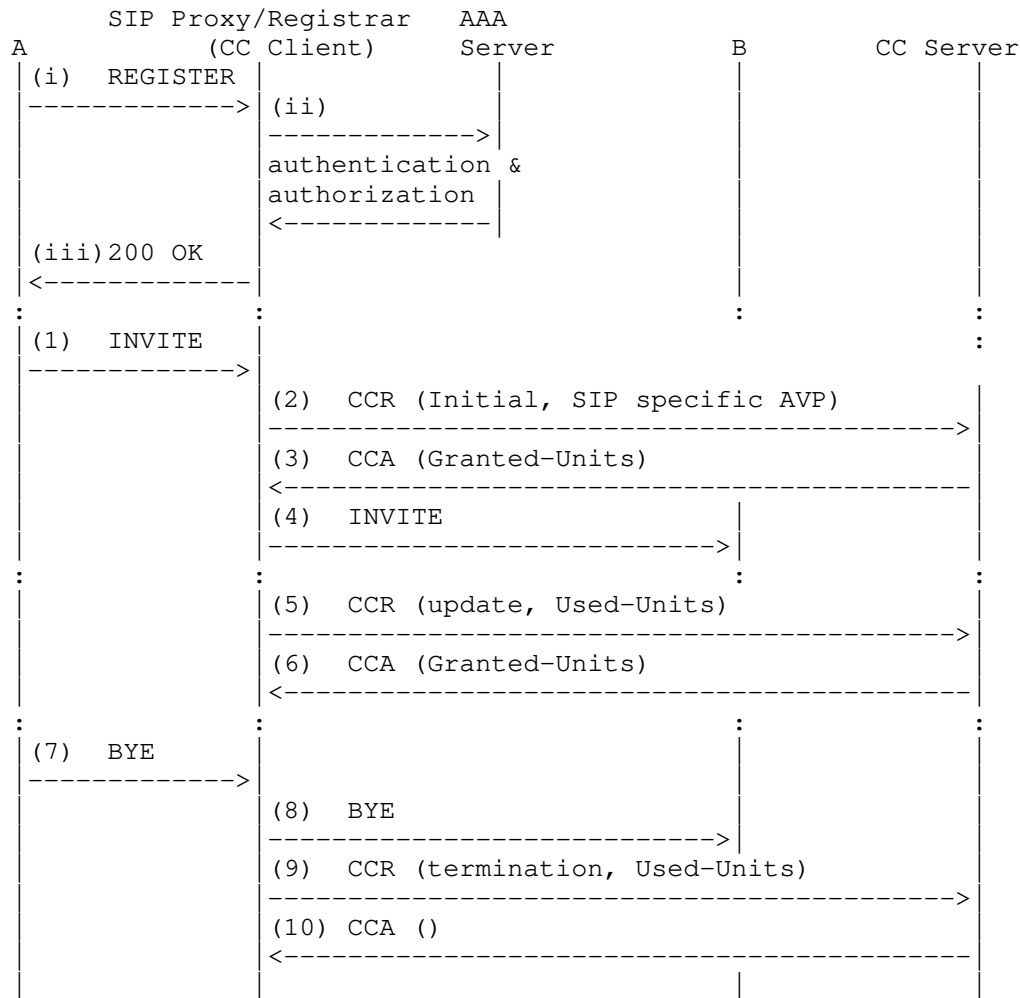 SIP Proxy/Registrar AAA
A (CC Client) Server B CC Server
(i) REGISTER
(ii)
authentication &
authorization
(iii) 200 OK
(1) INVITE
(2) CCR (Initial, SIP specific AVP)
(3) CCA (Granted-Units)
(4) INVITE
(5) CCR (update, Used-Units)
(6) CCA (Granted-Units)
(7) BYE
(8) BYE
(9) CCR (termination, Used-Units)
(10) CCA ()